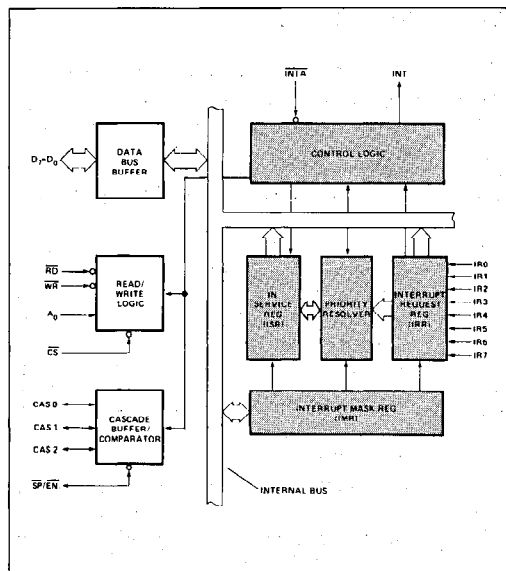 INTA
INT
D7-D0
DATA
BUS
BUFFER
CONTROL LOGIC
RD
WR
A0
CS
READ/
WRITE
LOGIC
IN
SERVICE
REG
(ISR)
PRIORITY
RESOLVER
INTERRUPT
REQUEST
REG
(IRR)
IR0
IR1
IR2
IR3
IR4
IR5
IR6
IR7
CAS 0
CAS 1
CAS 2
CASCADE
BUFFER/
COMPARATOR
INTERRUPT MASK REG
(IMR)
SP/EN
INTERNAL BUS